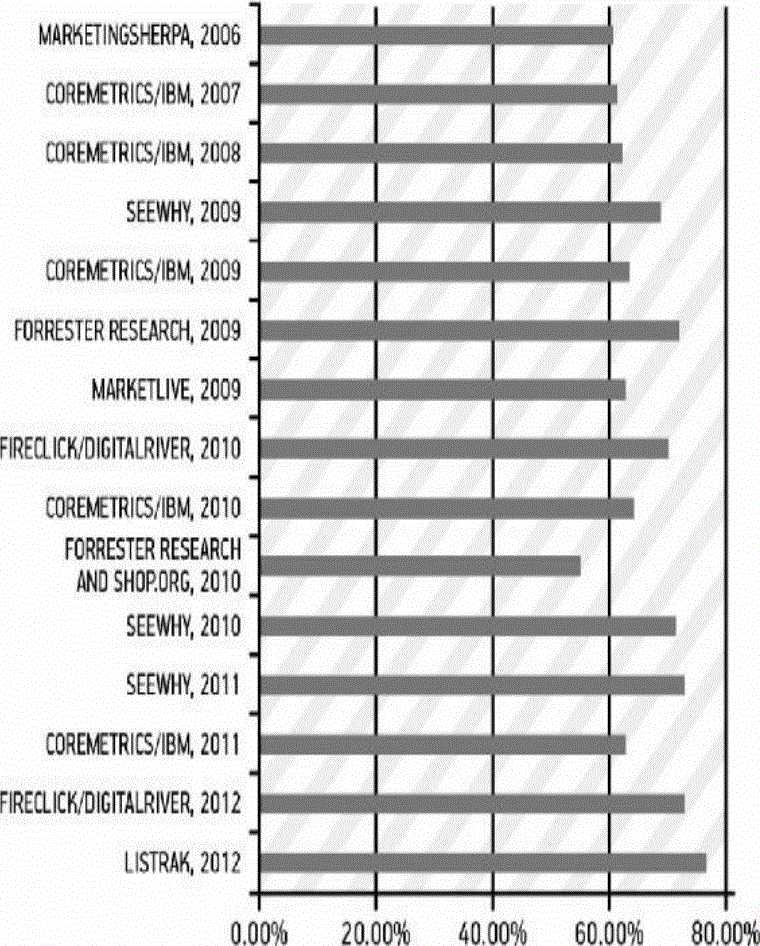 MARKETINGSHERPA, 2006
COREMETRICS/IBM, 2007
COREMETRICS/IBM, 2008
SEEWHY, 2009
COREMETRICS/IBM, 2009
FORRESTER RESEARCH, 2009
MARKETLIVE, 2009
FIRECLICK/DIGITALRIVER, 2010
COREMETRICS/IBM, 2010
FORRESTER RESEARCH
AND SHOP.ORG, 2010
SEEWHY, 2010
SEEWHY, 2011
COREMETRICS/IBM, 2011
FIRECLICK/DIGITALRIVER, 2012
LISTRAK, 2012
0.00% 20.00% 40.00% 60.00% 80.00%